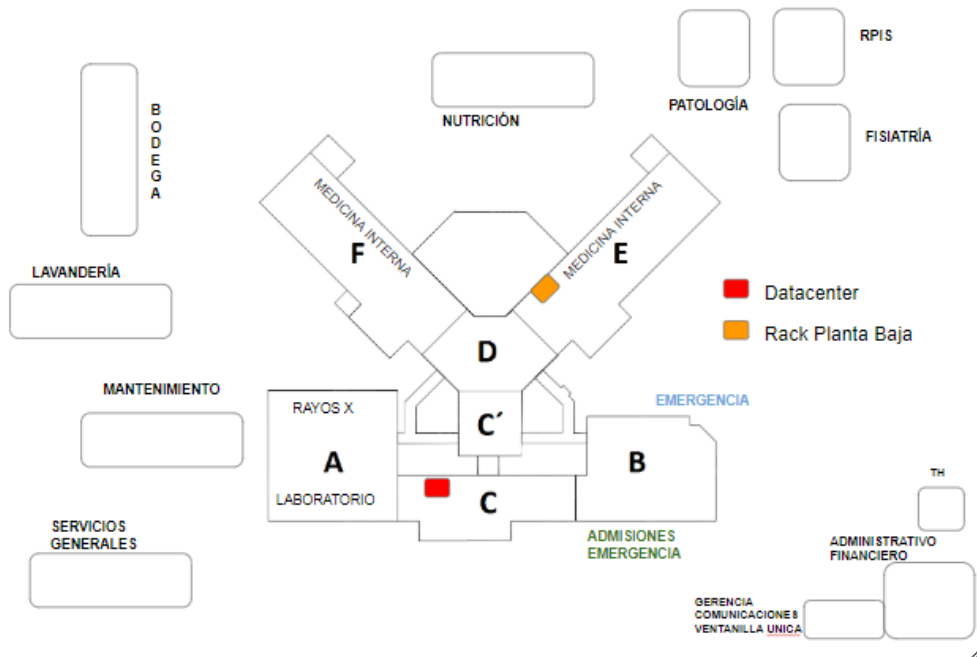 RPIS
PATOLOGÍA
BODEGA
NUTRICIÓN
FISIATRÍA
MEDICINA INTERNA
F
MEDICINA INTERNA
E
LAVANDERÍA
Datacenter
Rack Planta Baja
D
MANTENIMIENTO
RAYOS X
EMERGENCIA
C´
A
B
LABORATORIO
C
TH
SERVICIOS
GENERALES
ADMISIONES
EMERGENCIA
ADMINISTRATIVO
FINANCIERO
GERENCIA
COMUNICACIONES
VENTANILLA UNICA